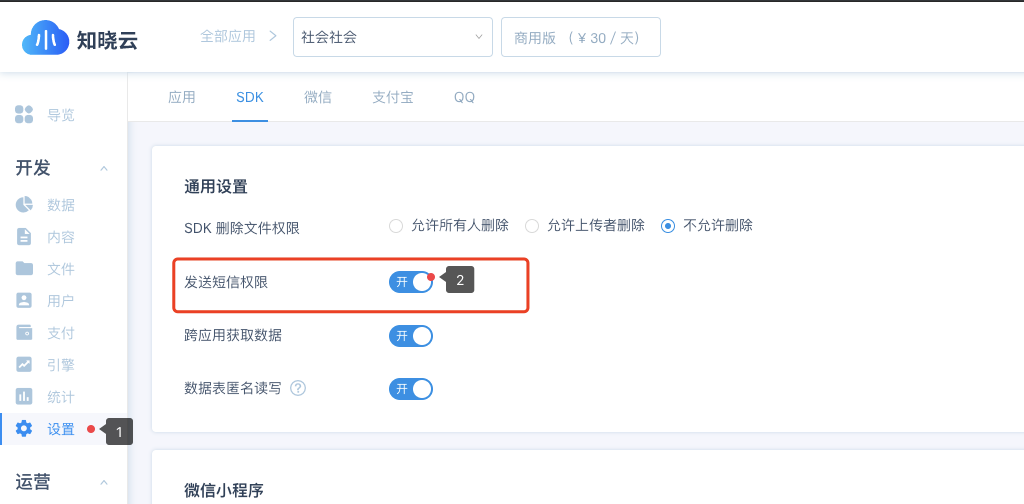 知晓云
全部应用
社会社会
商用版 （¥ 30 / 天）
导览
开发
数据
内容
文件
用户
支付
引擎
统计
设置
1
运营
应用
SDK
微信
支付宝
QQ
通用设置
SDK 删除文件权限
允许所有人删除
允许上传者删除
不允许删除
发送短信权限
开
2
跨应用获取数据
开
数据表匿名读写 ?
开
微信小程序